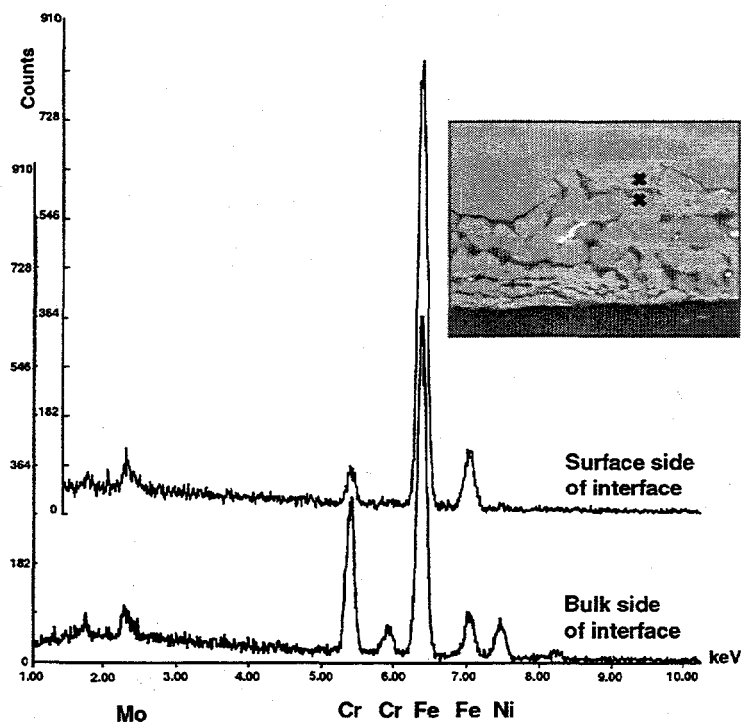 Counts
910
728
546
364
182
0
910
728
546
364
182
0
Surface side
of interface
Bulk side
of interface
1.00 2.00 3.00 4.00 5.00 6.00 7.00 8.00 9.00 10.00 keV
Mo Cr Cr Fe Fe Ni